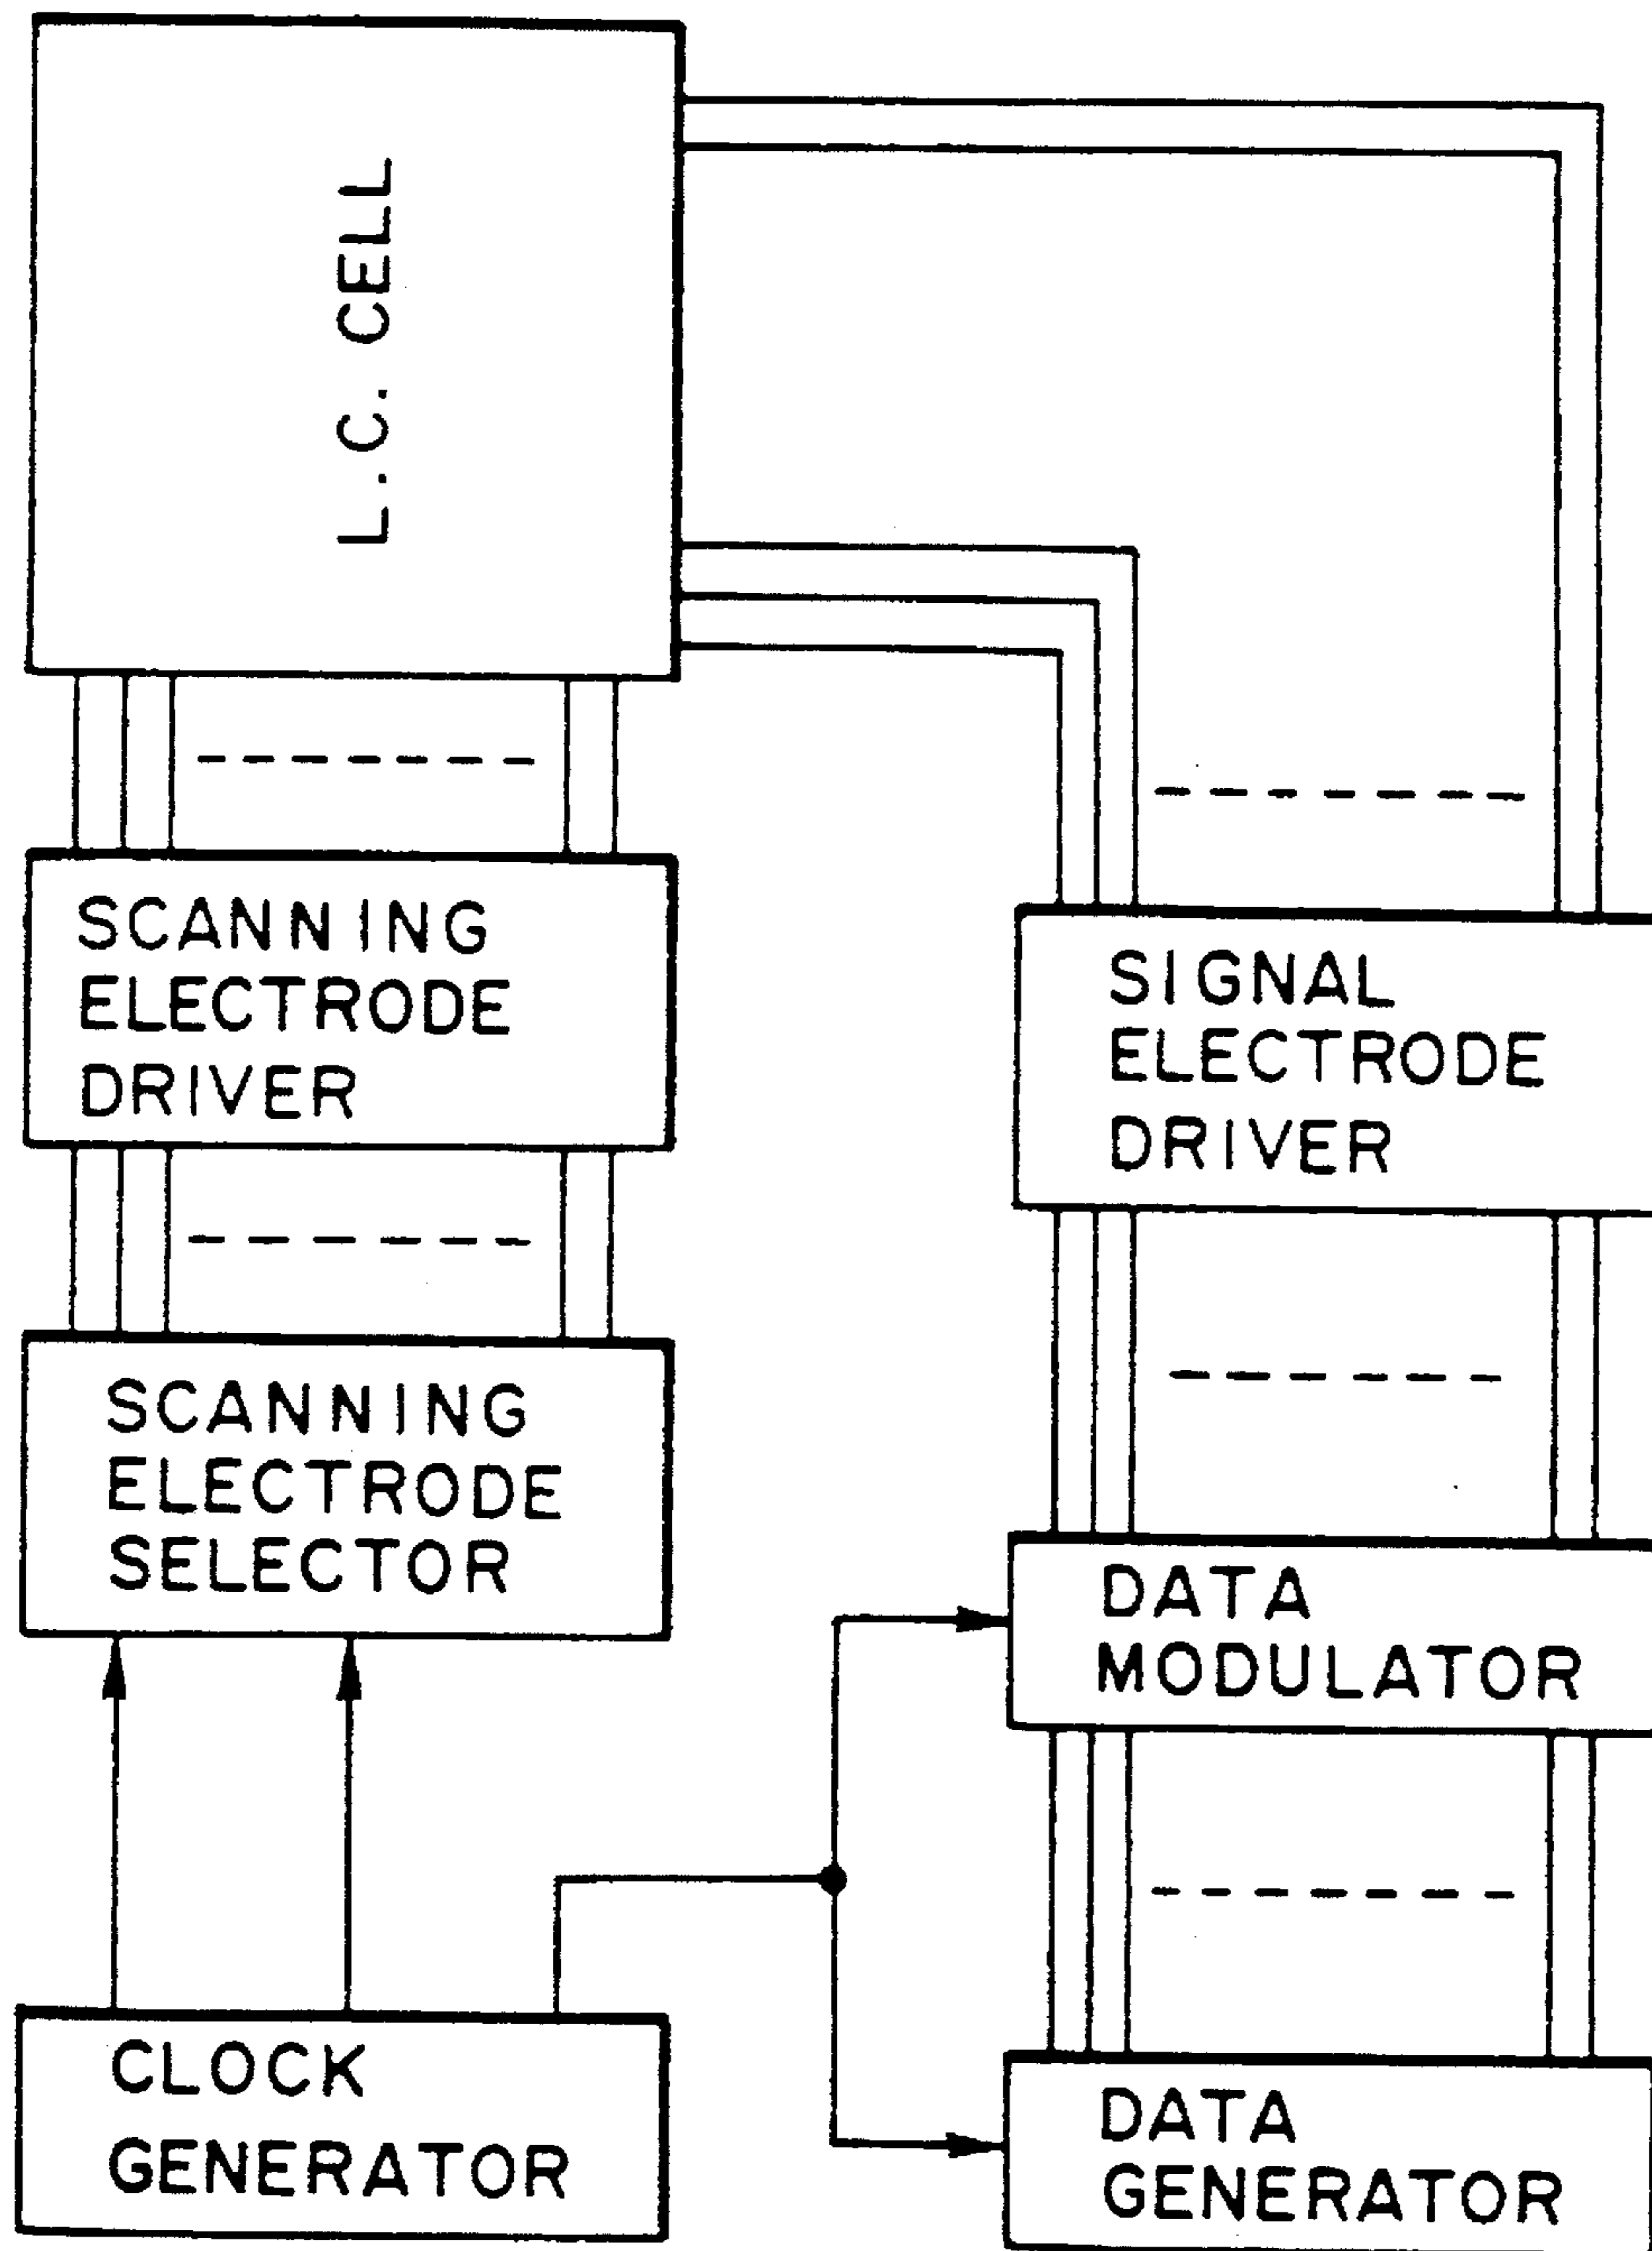 L.C. CELL
SCANNING
ELECTRODE
DRIVER
SIGNAL
ELECTRODE
DRIVER
SCANNING
ELECTRODE
SELECTOR
DATA
MODULATOR
CLOCK
GENERATOR
DATA
GENERATOR